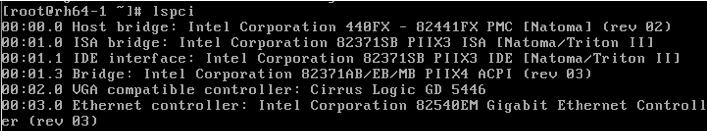 [root@rh64-1 ~]# lspci
00:00.0 Host bridge: Intel Corporation 440FX - 82441FX PMC [Natoma] (rev 02)
00:01.0 ISA bridge: Intel Corporation 82371SB PIIX3 ISA [Natoma/Triton II]
00:01.1 IDE interface: Intel Corporation 82371SB PIIX3 IDE [Natoma/Triton II]
00:01.3 Bridge: Intel Corporation 82371AB/EB/MB PIIX4 ACPI (rev 03)
00:02.0 VGA compatible controller: Cirrus Logic GD 5446
00:03.0 Ethernet controller: Intel Corporation 82540EM Gigabit Ethernet Controll
er (rev 03)